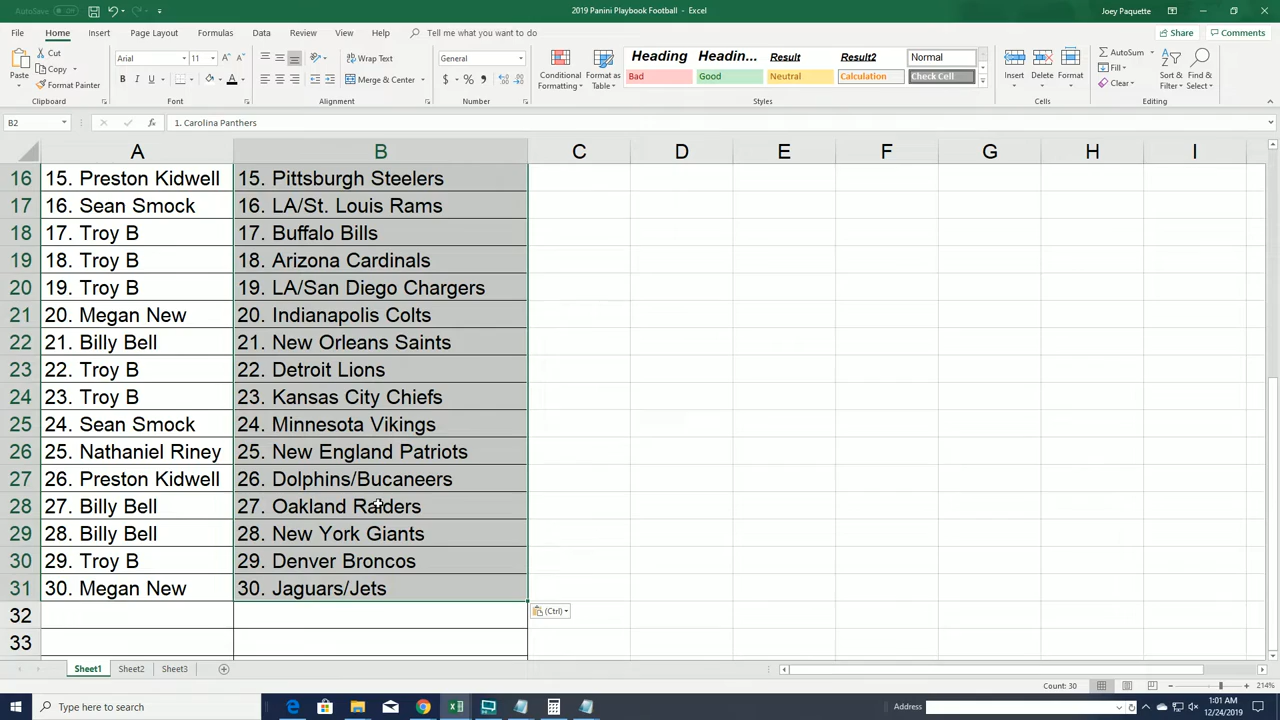 AutoSave Off 2019 Panini Playbook Football - Excel Joey Paquette
File Home Insert Page Layout Formulas Data Review View Help Tell me what you want to do Share Comments
Paste Cut Copy Format Painter Clipboard
Arial 11 B I U A Font
Wrap Text Merge & Center Alignment
General $ % Number
Conditional Formatting Format as Table
Heading Headin... Result Result2 Normal
Bad Good Neutral Calculation Check Cell
Styles
Insert Delete Format Cells
AutoSum Fill Clear Sort & Filter Find & Select Editing
B2 fx 1. Carolina Panthers
A B C D E F G H I
16 15. Preston Kidwell 15. Pittsburgh Steelers
17 16. Sean Smock 16. LA/St. Louis Rams
18 17. Troy B 17. Buffalo Bills
19 18. Troy B 18. Arizona Cardinals
20 19. Troy B 19. LA/San Diego Chargers
21 20. Megan New 20. Indianapolis Colts
22 21. Billy Bell 21. New Orleans Saints
23 22. Troy B 22. Detroit Lions
24 23. Troy B 23. Kansas City Chiefs
25 24. Sean Smock 24. Minnesota Vikings
26 25. Nathaniel Riney 25. New England Patriots
27 26. Preston Kidwell 26. Dolphins/Bucaneers
28 27. Billy Bell 27. Oakland Raiders
29 28. Billy Bell 28. New York Giants
30 29. Troy B 29. Denver Broncos
31 30. Megan New 30. Jaguars/Jets
(Ctrl)
32
33
Sheet1 Sheet2 Sheet3
Count: 30 214%
Type here to search Address 1:01 AM
12/24/2019